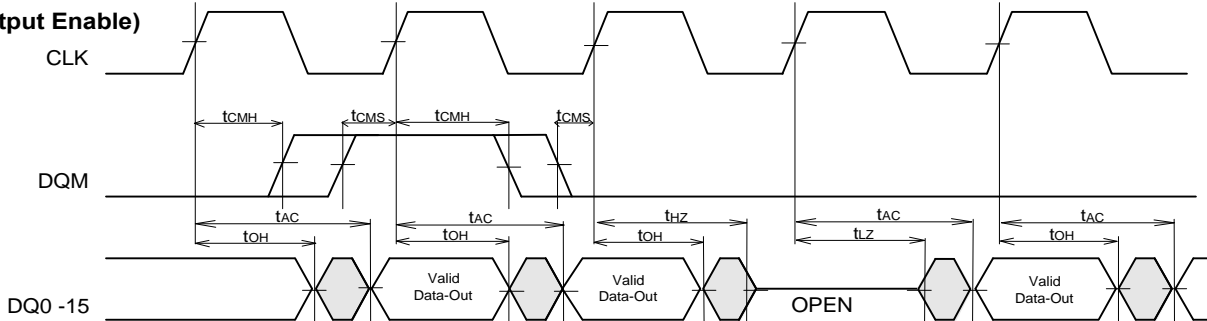 tput Enable)
CLK
tCMH tCMS tCMH tCMS
DQM
tAC tAC tHZ tAC tAC
tOH tOH tOH tLZ tOH
Valid Data-Out
Valid Data-Out
Valid Data-Out
OPEN
DQ0 -15